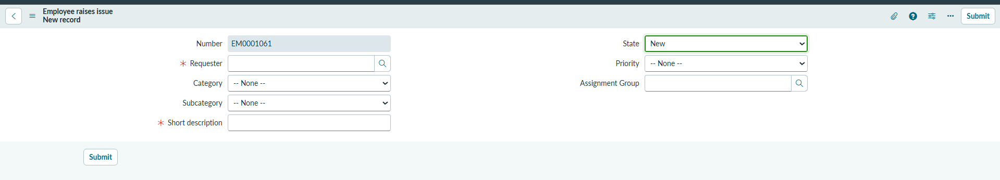 Employee raises issue
New record
Submit
Number EM0001061
State New
* Requester
Priority -- None --
Category -- None --
Assignment Group
Subcategory -- None --
* Short description
Submit